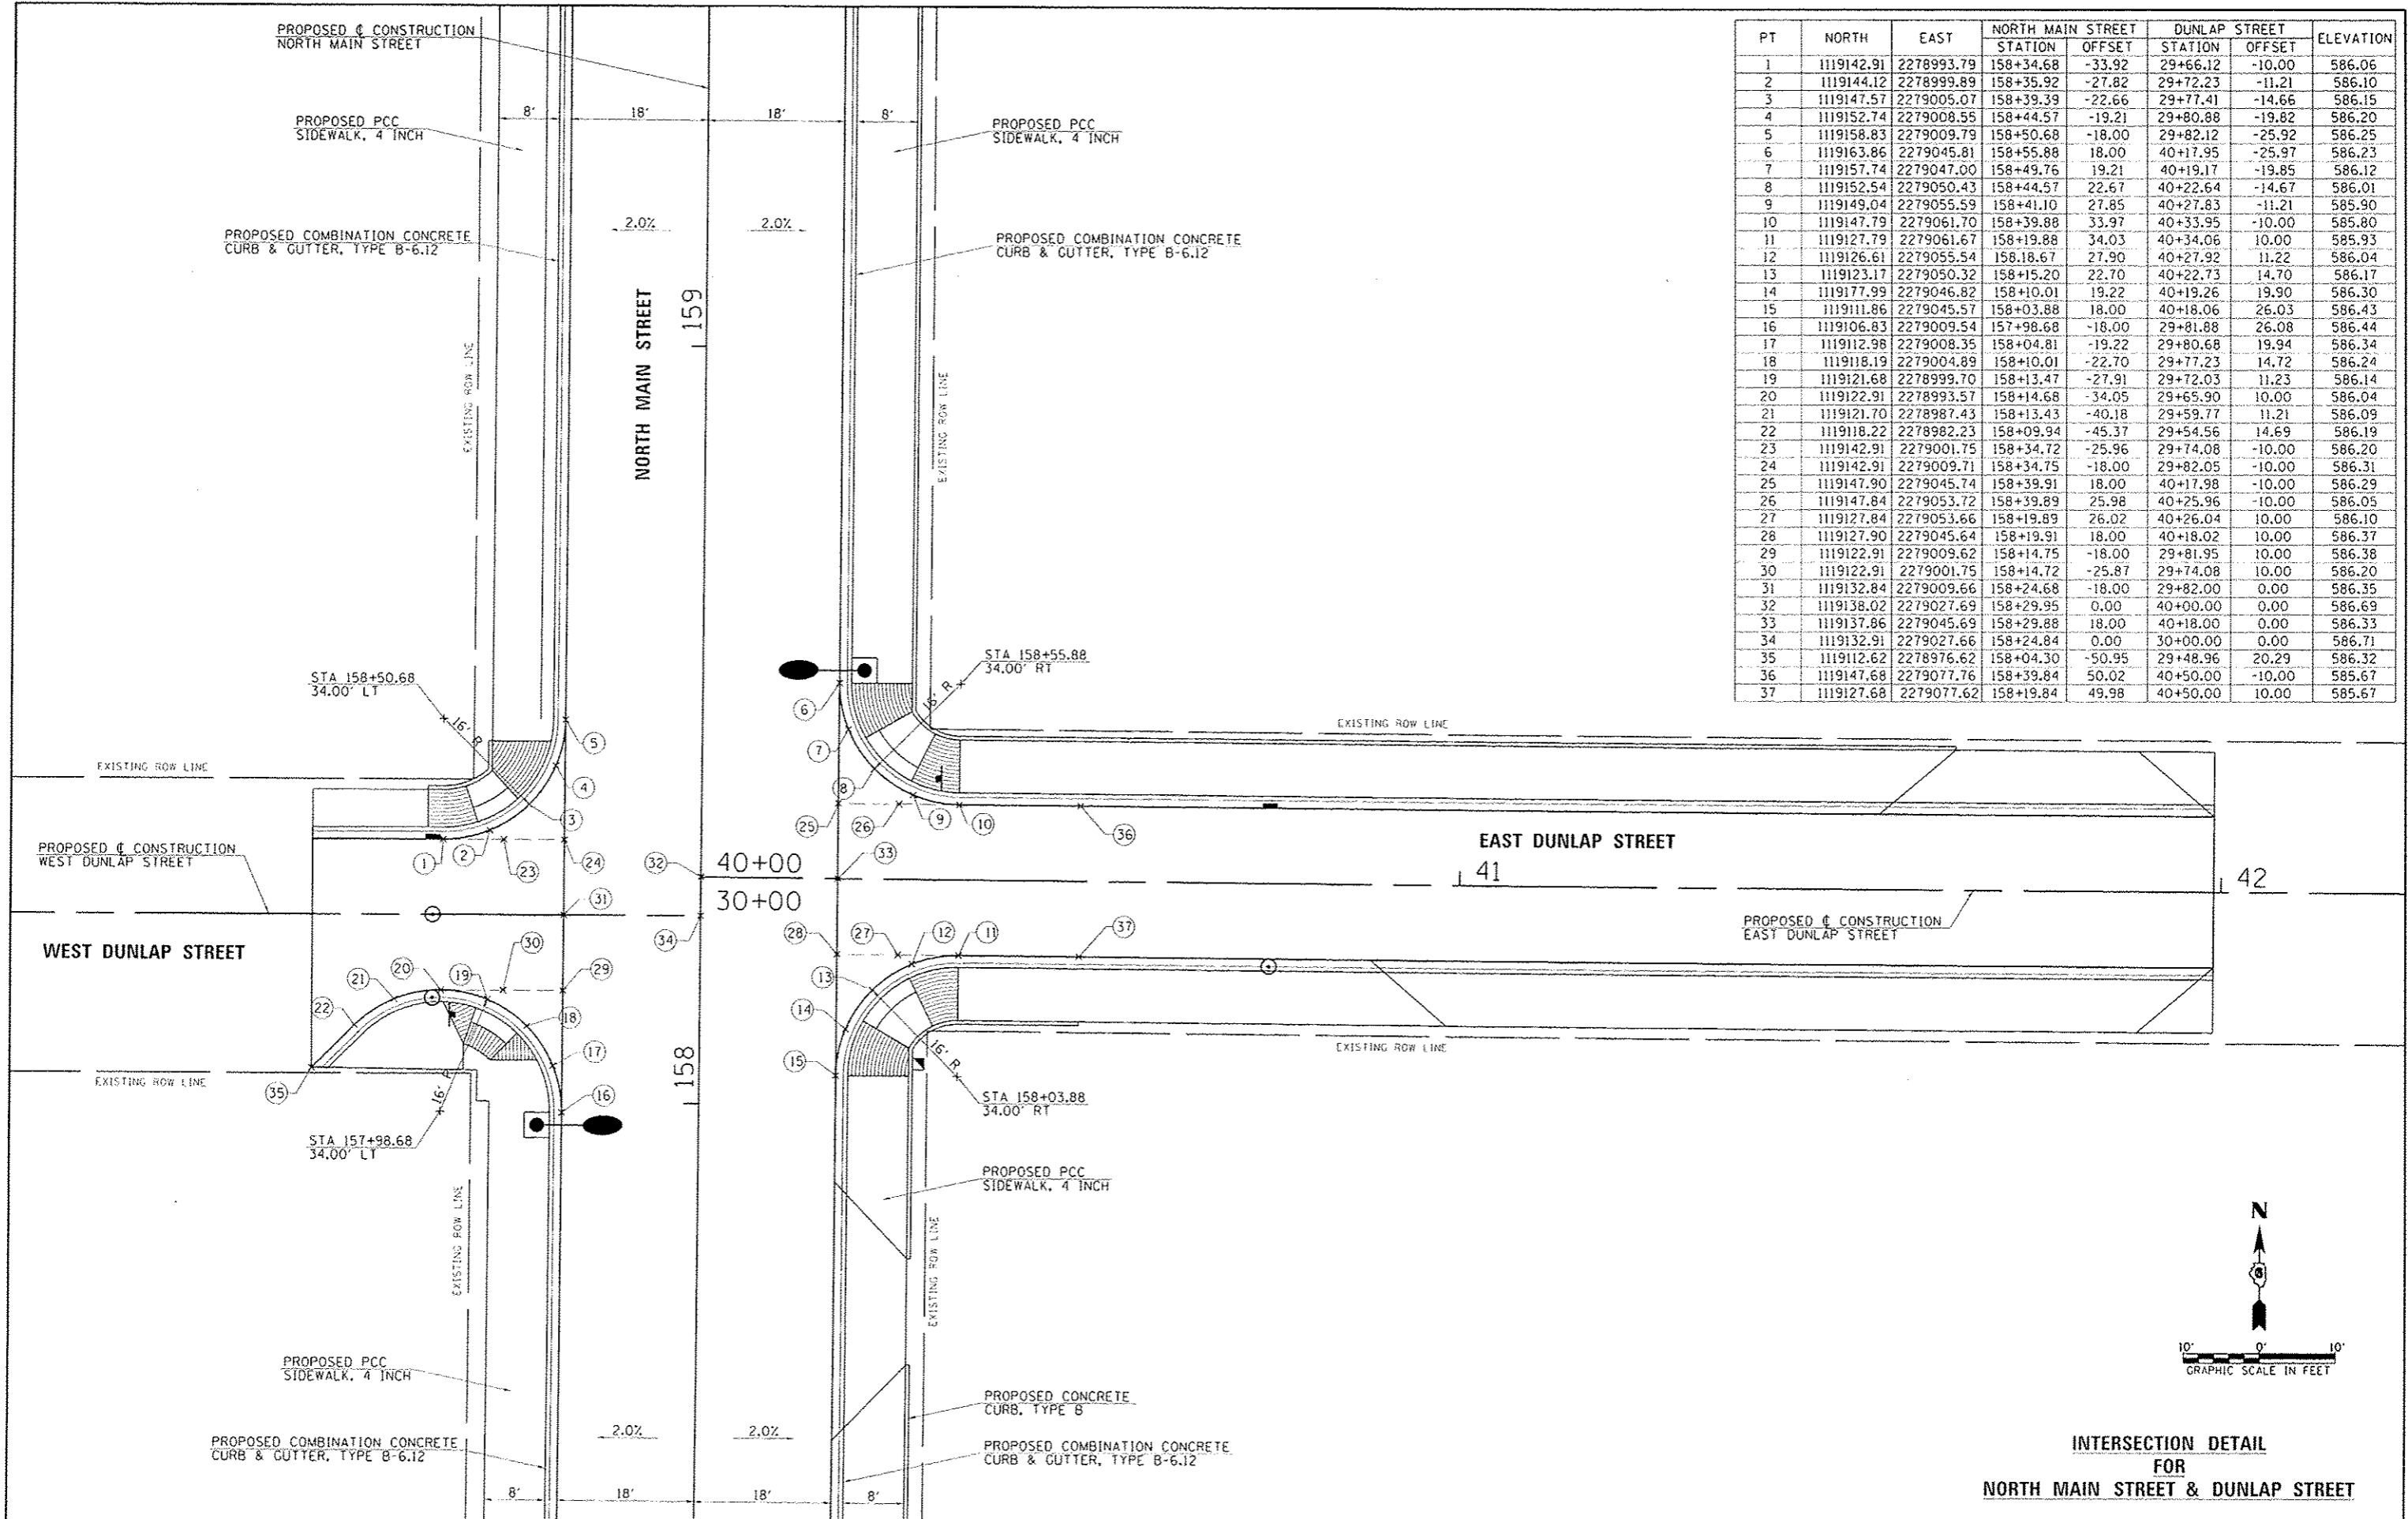 PROPOSED ℄ CONSTRUCTION
NORTH MAIN STREET
8'
18'
18'
8'
PROPOSED PCC
SIDEWALK, 4 INCH
PROPOSED PCC
SIDEWALK, 4 INCH
2.0%
2.0%
PROPOSED COMBINATION CONCRETE
CURB & GUTTER, TYPE B-6.12
PROPOSED COMBINATION CONCRETE
CURB & GUTTER, TYPE B-6.12
NORTH MAIN STREET
159
EXISTING ROW LINE
EXISTING ROW LINE
PT NORTH EAST NORTH MAIN STREET DUNLAP STREET ELEVATION
STATION OFFSET STATION OFFSET
1 1119142.91 2278993.79 158+34.68 -33.92 29+66.12 -10.00 586.06
2 1119144.12 2278999.89 158+35.92 -27.82 29+72.23 -11.21 586.10
3 1119147.57 2279005.07 158+39.39 -22.66 29+77.41 -14.66 586.15
4 1119152.74 2279008.55 158+44.57 -19.21 29+80.88 -19.82 586.20
5 1119158.83 2279009.79 158+50.68 -18.00 29+82.12 -25.92 586.25
6 1119163.86 2279045.81 158+55.88 18.00 40+17.95 -25.97 586.23
7 1119157.74 2279047.00 158+49.76 19.21 40+19.17 -19.85 586.12
8 1119152.54 2279050.43 158+44.57 22.67 40+22.64 -14.67 586.01
9 1119149.04 2279055.59 158+41.10 27.85 40+27.83 -11.21 585.90
10 1119147.79 2279061.70 158+39.88 33.97 40+33.95 -10.00 585.80
11 1119127.79 2279061.67 158+19.88 34.03 40+34.06 10.00 585.93
12 1119126.61 2279055.54 158.18.67 27.90 40+27.92 11.22 586.04
13 1119123.17 2279050.32 158+15.20 22.70 40+22.73 14.70 586.17
14 1119177.99 2279046.82 158+10.01 19.22 40+19.26 19.90 586.30
15 1119111.86 2279045.57 158+03.88 18.00 40+18.06 26.03 586.43
16 1119106.83 2279009.54 157+98.68 -18.00 29+81.88 26.08 586.44
17 1119112.98 2279008.35 158+04.81 -19.22 29+80.68 19.94 586.34
18 1119118.19 2279004.89 158+10.01 -22.70 29+77.23 14.72 586.24
19 1119121.68 2278999.70 158+13.47 -27.91 29+72.03 11.23 586.14
20 1119122.91 2278993.57 158+14.68 -34.05 29+65.90 10.00 586.04
21 1119121.70 2278987.43 158+13.43 -40.18 29+59.77 11.21 586.09
22 1119118.22 2278982.23 158+09.94 -45.37 29+54.56 14.69 586.19
23 1119142.91 2279001.75 158+34.72 -25.96 29+74.08 -10.00 586.20
24 1119142.91 2279009.71 158+34.75 -18.00 29+82.05 -10.00 586.31
25 1119147.90 2279045.74 158+39.91 18.00 40+17.98 -10.00 586.29
26 1119147.84 2279053.72 158+39.89 25.98 40+25.96 -10.00 586.05
27 1119127.84 2279053.66 158+19.89 26.02 40+26.04 10.00 586.10
28 1119127.90 2279045.64 158+19.91 18.00 40+18.02 10.00 586.37
29 1119122.91 2279009.62 158+14.75 -18.00 29+81.95 10.00 586.38
30 1119122.91 2279001.75 158+14.72 -25.87 29+74.08 10.00 586.20
31 1119132.84 2279009.66 158+24.68 -18.00 29+82.00 0.00 586.35
32 1119138.02 2279027.69 158+29.95 0.00 40+00.00 0.00 586.69
33 1119137.86 2279045.69 158+29.88 18.00 40+18.00 0.00 586.33
34 1119132.91 2279027.66 158+24.84 0.00 30+00.00 0.00 586.71
35 1119112.62 2278976.62 158+04.30 -50.95 29+48.96 20.29 586.32
36 1119147.68 2279077.76 158+39.84 50.02 40+50.00 -10.00 585.67
37 1119127.68 2279077.62 158+19.84 49.98 40+50.00 10.00 585.67
STA 158+50.68
34.00' LT
16' R
STA 158+55.88
34.00' RT
16' R
6
5
7
4
8
3
EXISTING ROW LINE
EXISTING ROW LINE
PROPOSED ℄ CONSTRUCTION
WEST DUNLAP STREET
1
2
23
24
25
26
9
10
36
EAST DUNLAP STREET
32
40+00
33
30+00
41
42
31
34
WEST DUNLAP STREET
PROPOSED ℄ CONSTRUCTION
EAST DUNLAP STREET
30
28
27
12
11
37
20
19
29
21
13
22
18
14
17
15
16
35
EXISTING ROW LINE
EXISTING ROW LINE
16' R
158
16' R
STA 158+03.88
34.00' RT
STA 157+98.68
34.00' LT
PROPOSED PCC
SIDEWALK, 4 INCH
EXISTING ROW LINE
EXISTING ROW LINE
N
PROPOSED PCC
SIDEWALK, 4 INCH
10' 0' 10'
GRAPHIC SCALE IN FEET
PROPOSED CONCRETE
CURB, TYPE B
2.0%
2.0%
PROPOSED COMBINATION CONCRETE
CURB & GUTTER, TYPE B-6.12
PROPOSED COMBINATION CONCRETE
CURB & GUTTER, TYPE B-6.12
8'
18'
18'
8'
INTERSECTION DETAIL
FOR
NORTH MAIN STREET & DUNLAP STREET